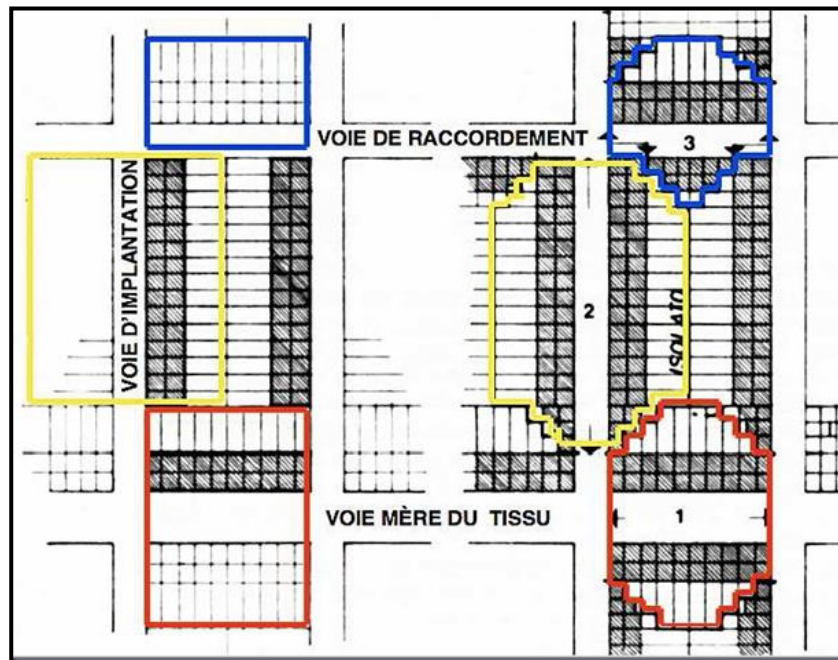 VOIE DE RACCORDEMENT
3
VOIE D'IMPLANTATION
2
ISOLATO
VOIE MÈRE DU TISSU
1